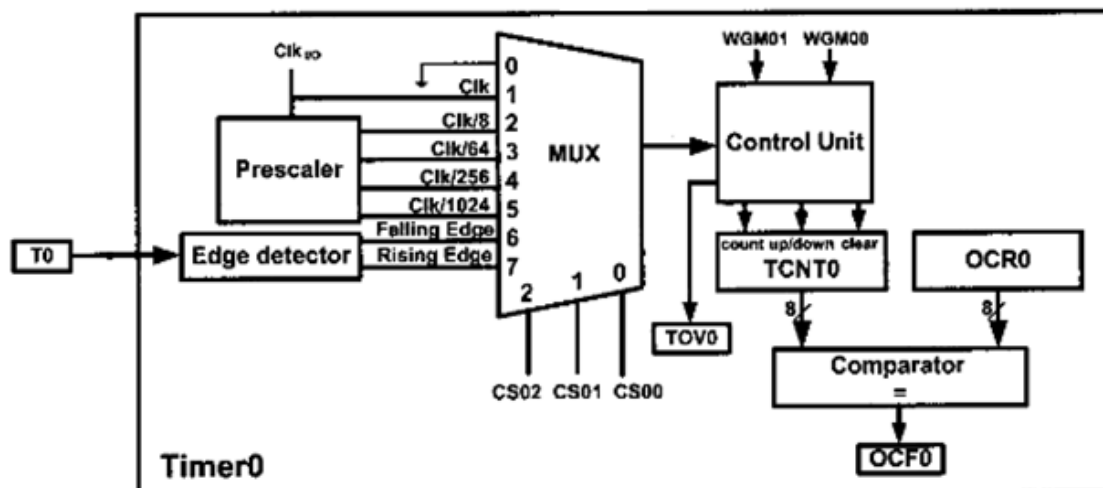 Clk I/O
WGM01 WGM00
0
Clk 1
Clk/8 2
Clk/64 3
Clk/256 4
Clk/1024 5
Falling Edge 6
Rising Edge 7
Prescaler
MUX
Control Unit
T0
Edge detector
2 1 0
count up/down clear
TCNT0
OCR0
8
8
TOV0
CS02 CS01 CS00
Comparator
=
OCF0
Timer0